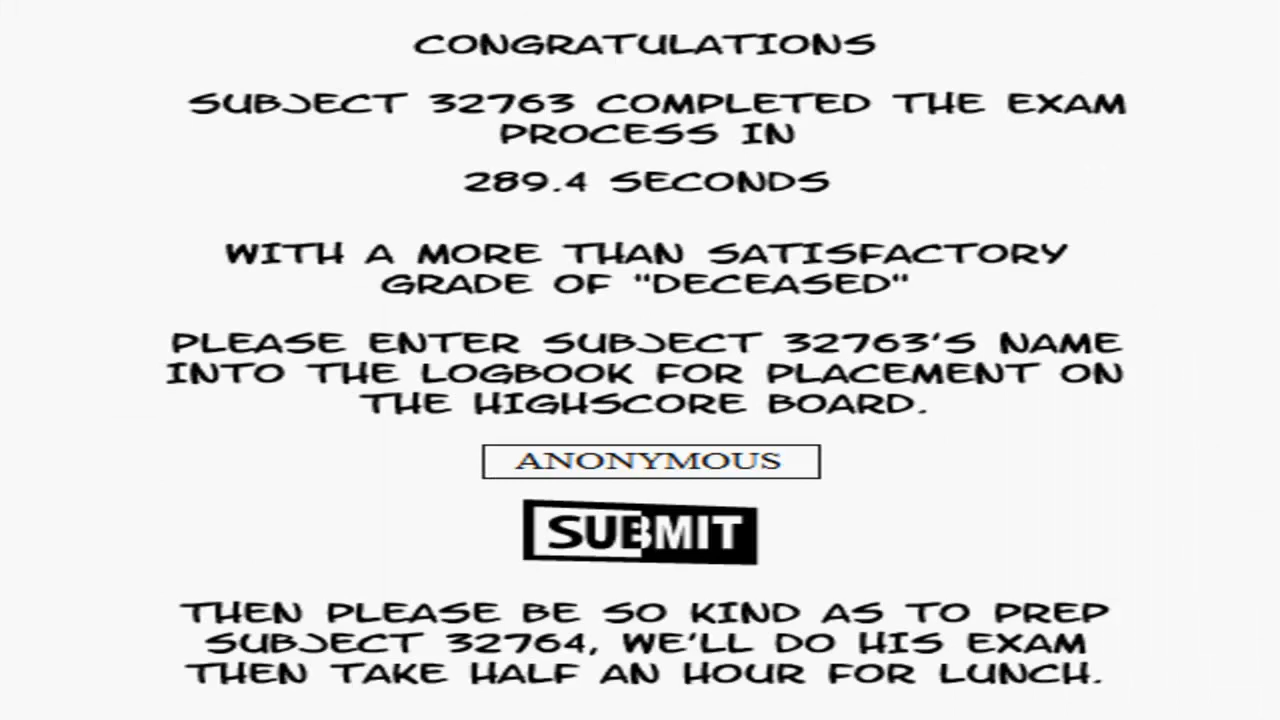 CONGRATULATIONS
SUBJECT 32763 COMPLETED THE EXAM
PROCESS IN
289.4 SECONDS
WITH A MORE THAN SATISFACTORY
GRADE OF "DECEASED"
PLEASE ENTER SUBJECT 32763'S NAME
INTO THE LOGBOOK FOR PLACEMENT ON
THE HIGHSCORE BOARD.
ANONYMOUS
SUBMIT
THEN PLEASE BE SO KIND AS TO PREP
SUBJECT 32764, WE'LL DO HIS EXAM
THEN TAKE HALF AN HOUR FOR LUNCH.